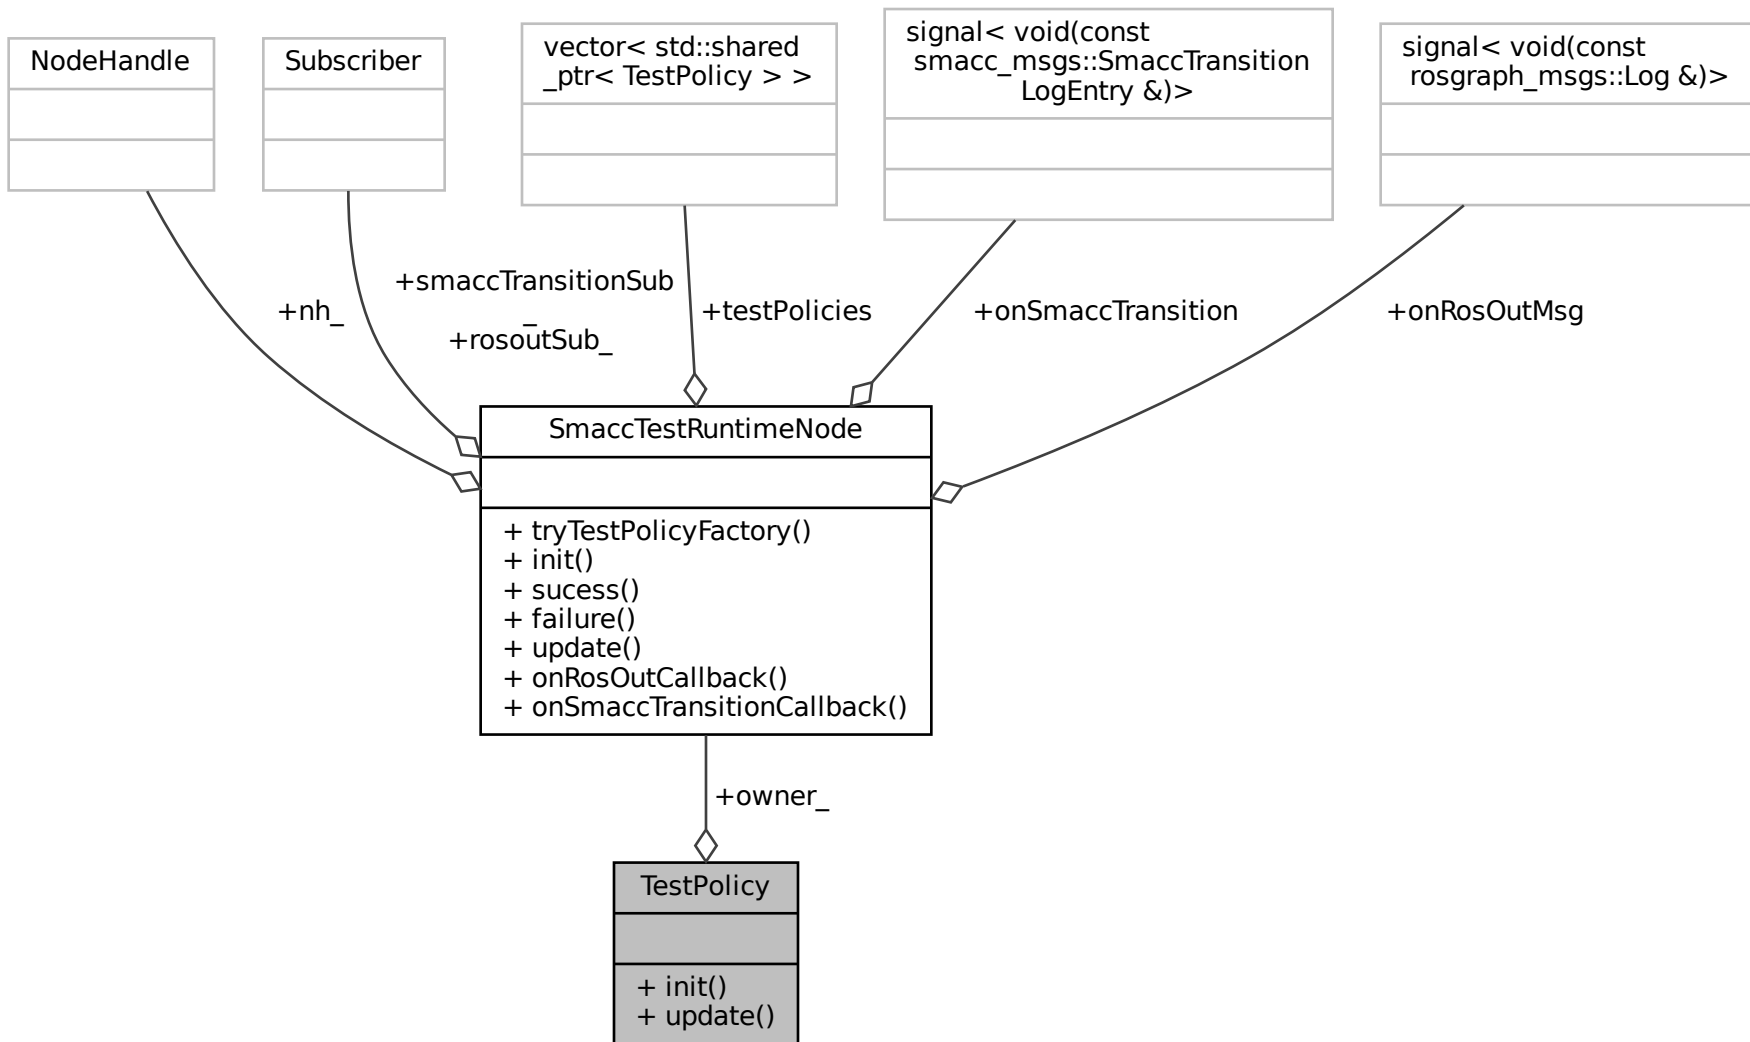 NodeHandle
Subscriber
vector< std::shared
_ptr< TestPolicy > >
signal< void(const
smacc_msgs::SmaccTransition
LogEntry &)>
signal< void(const
rosgraph_msgs::Log &)>
+nh_
+smaccTransitionSub
_
+rosoutSub_
+testPolicies
+onSmaccTransition
+onRosOutMsg
SmaccTestRuntimeNode
+ tryTestPolicyFactory()
+ init()
+ sucess()
+ failure()
+ update()
+ onRosOutCallback()
+ onSmaccTransitionCallback()
+owner_
TestPolicy
+ init()
+ update()